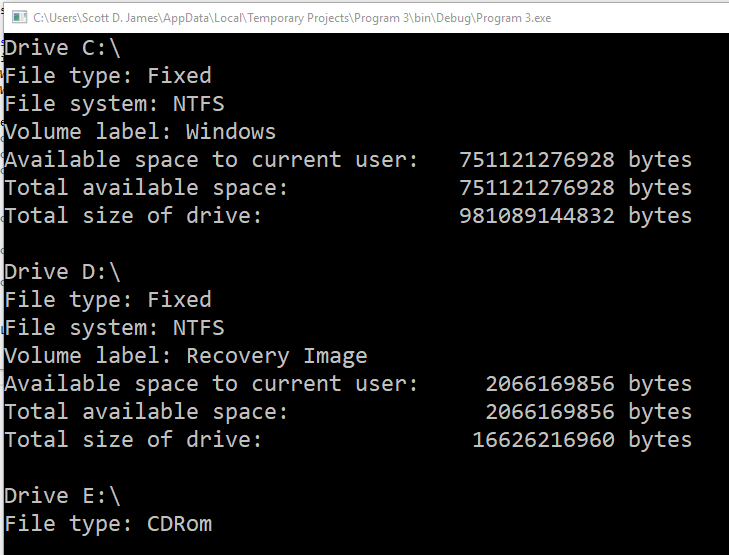 C:\Users\Scott D. James\AppData\Local\Temporary Projects\Program 3\bin\Debug\Program 3.exe
Drive C:\
File type: Fixed
File system: NTFS
Volume label: Windows
Available space to current user:   751121276928 bytes
Total available space:             751121276928 bytes
Total size of drive:               981089144832 bytes
Drive D:\
File type: Fixed
File system: NTFS
Volume label: Recovery Image
Available space to current user:     2066169856 bytes
Total available space:               2066169856 bytes
Total size of drive:                16626216960 bytes
Drive E:\
File type: CDRom